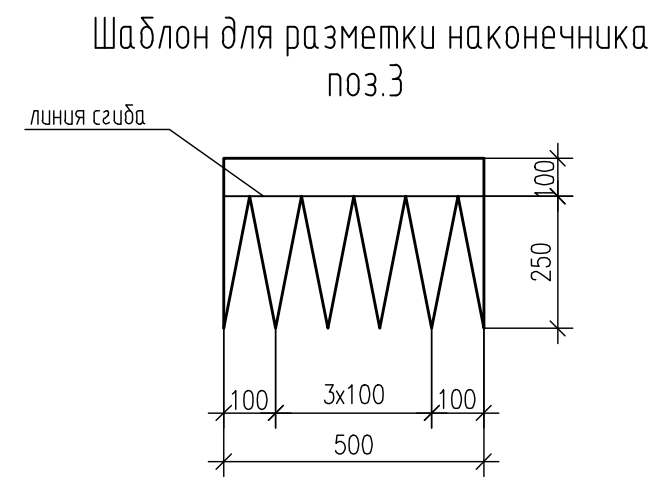 Шаблон для разметки наконечника
поз.3
линия сгиба
100
250
100
3х100
100
500